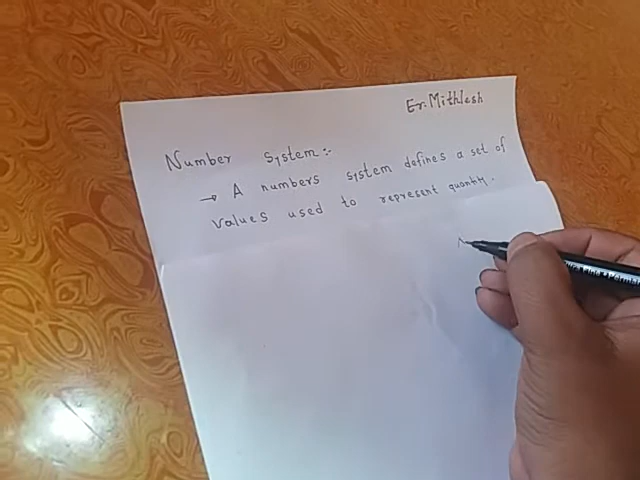 Er. Mithlesh
Number System:-
→ A numbers system defines a set of
values used to represent quantity.